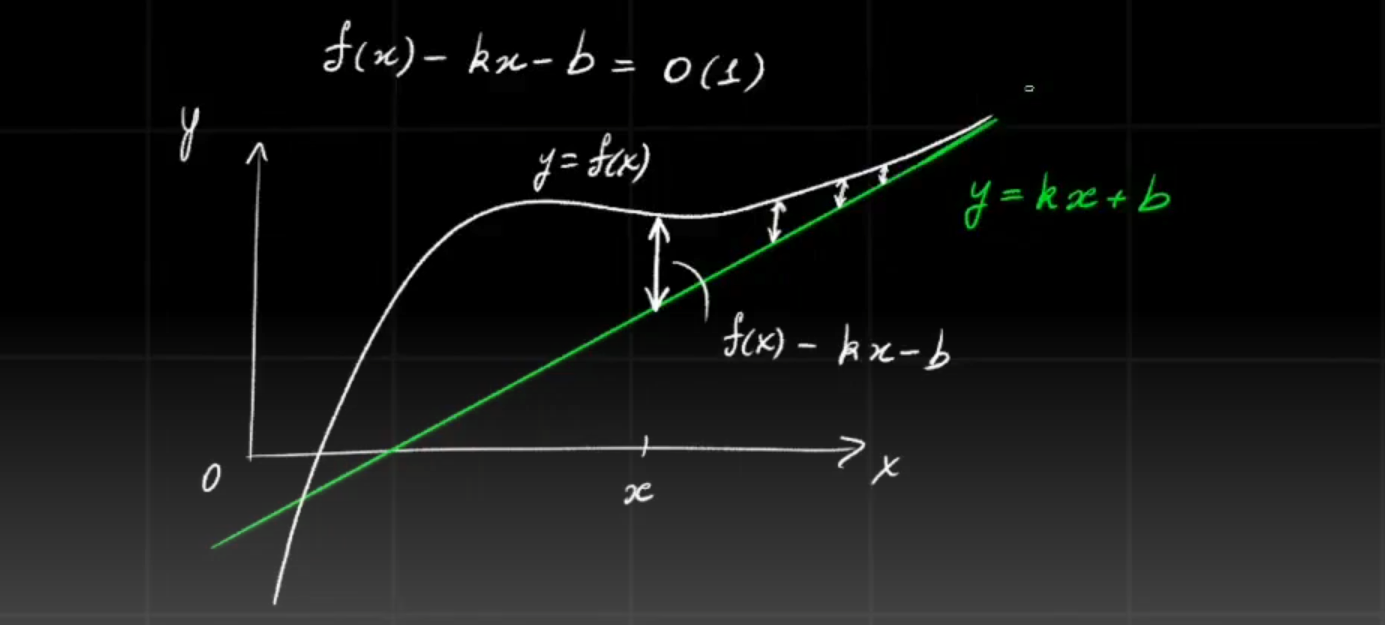 f(x) - kx - b = o(1)
y
y = f(x)
y = kx + b
f(x) - kx - b
0
x
x